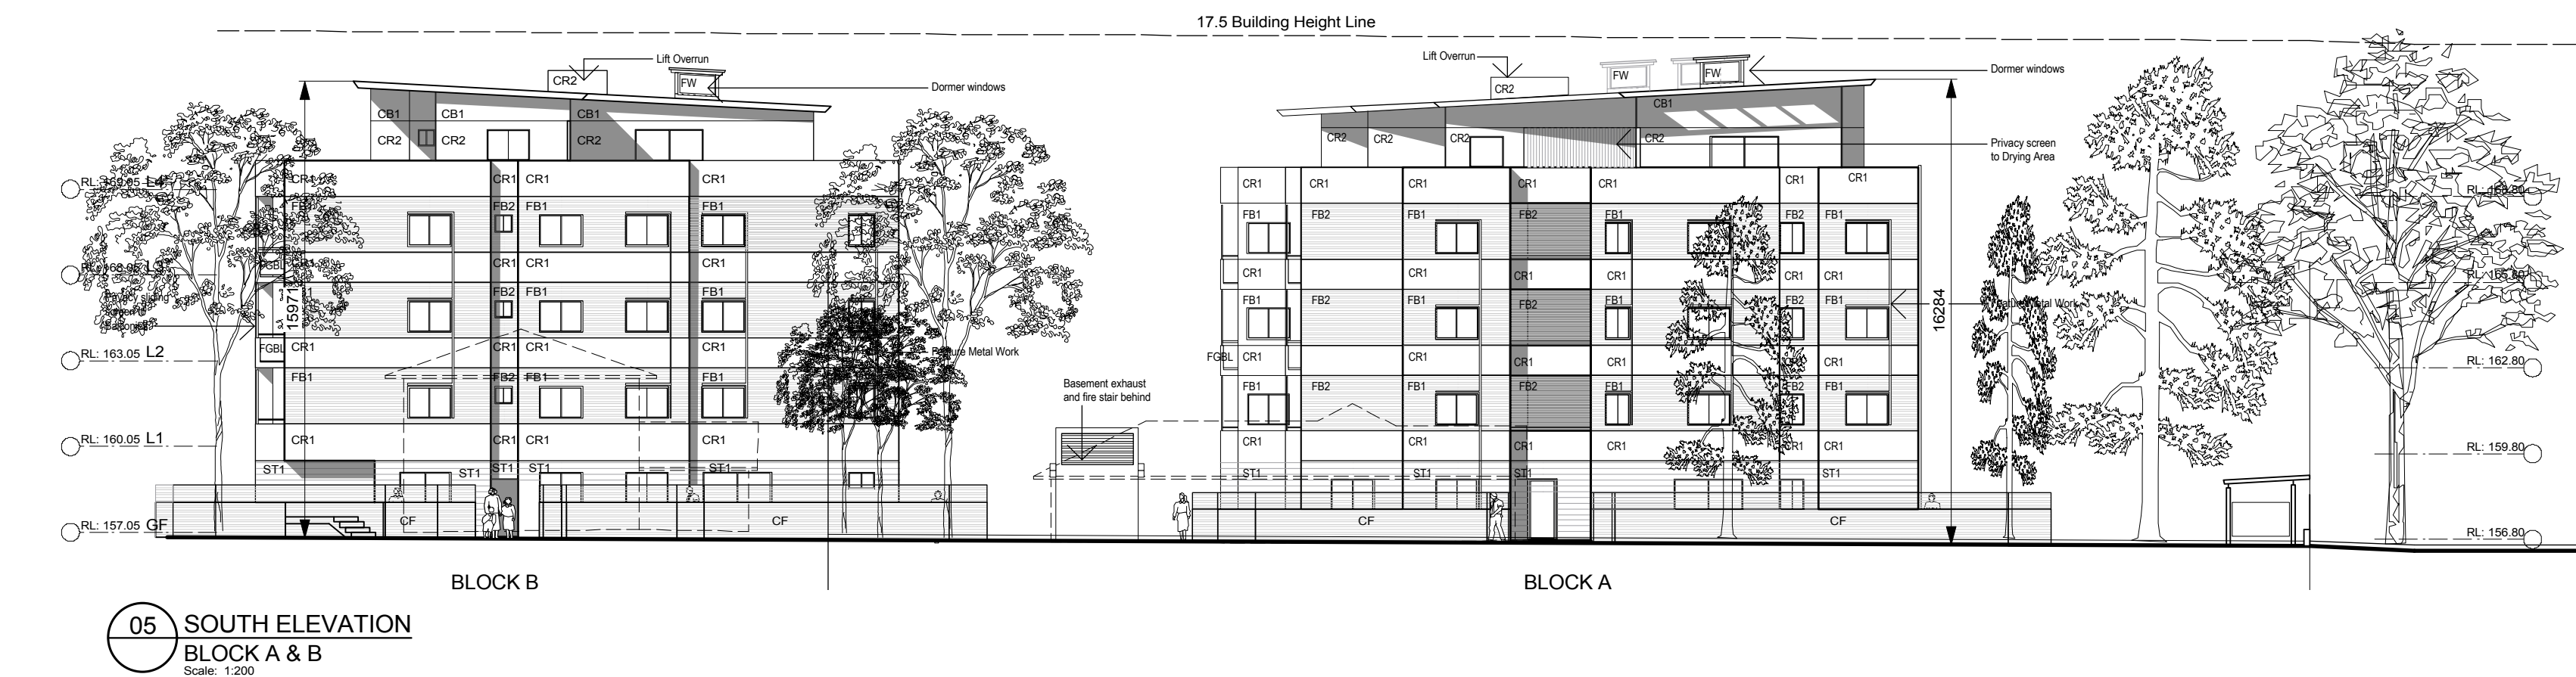 17.5 Building Height Line
Lift Overrun
CR2
FW
Dormer windows
Lift Overrun
CR2
FW
FW
Dormer windows
CB1 CB1 CB1
CR2 CR2 CR2
CB1
CR2 CR2 CR2 CR2
Privacy screen
to Drying Area
RL: 169.05 L4
CR1 CR1 CR1 CR1
CR1 CR1 CR1 CR1 CR1 CR1 CR1
FB1 FB2 FB1 FB1
FB1 FB2 FB1 FB2 FB1 FB2 FB1
RL: 166.05 L3
FGBL CR1 CR1 CR1 CR1
CR1 CR1 CR1 CR1 CR1 CR1
RL: 165.80
Privacy sliding
Balconies
15971
FB2 FB1 FB1
FB1 FB2 FB1 FB2 FB1 FB2 FB1
Metal Work
16284
RL: 163.05 L2
FGBL CR1 CR1 CR1 CR1
Feature Metal Work
FGBL CR1 CR1 CR1 CR1 CR1 CR1
RL: 162.80
FB1 FB2 FB1 FB1
Basement exhaust
and fire stair behind
FB1 FB2 FB1 FB2 FB1 FB2 FB1
RL: 160.05 L1
CR1 CR1 CR1 CR1
CR1 CR1 CR1 CR1 CR1 CR1
RL: 159.80
ST1 ST1 ST1 ST1 ST1
ST1 ST1 ST1 ST1
RL: 157.05 GF
CF CF
CF CF
RL: 156.80
BLOCK B
BLOCK A
05 SOUTH ELEVATION
BLOCK A & B
Scale: 1:200